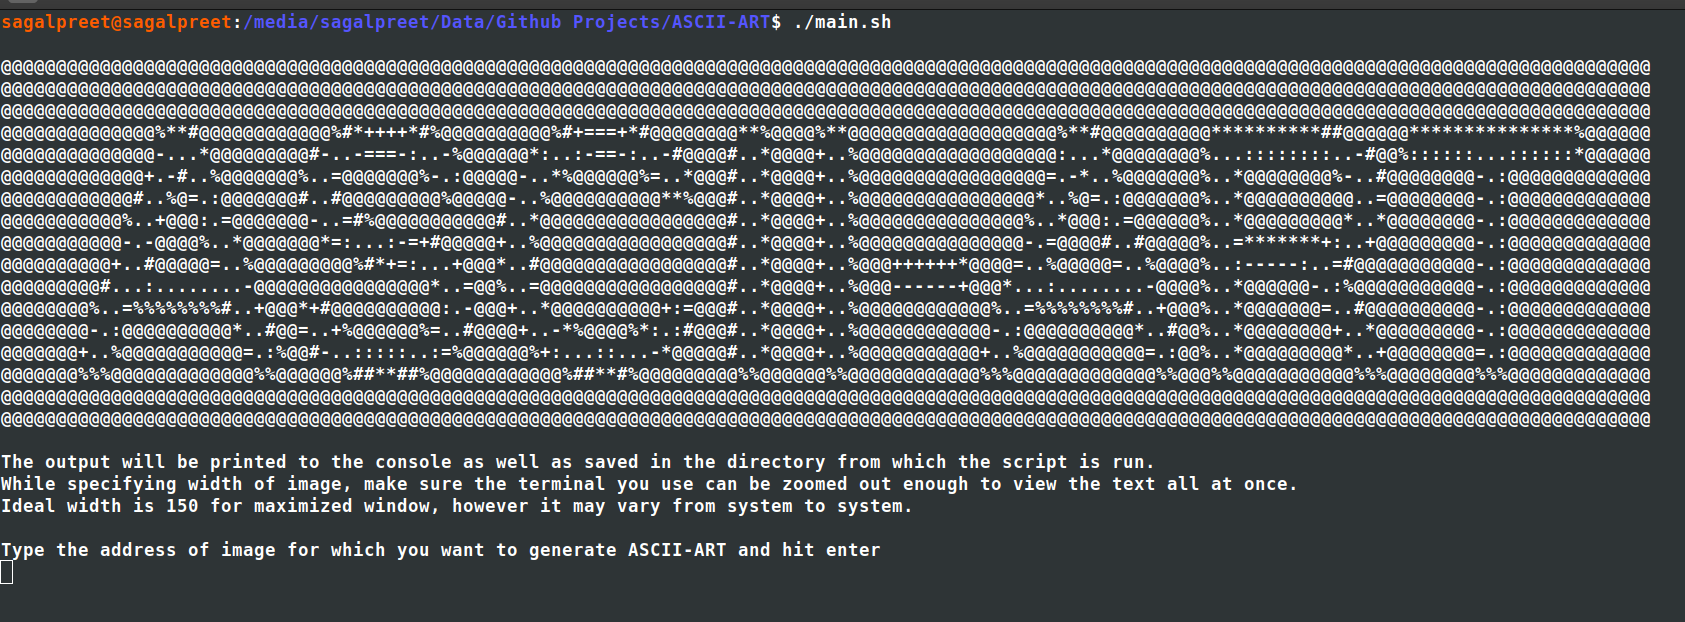 sagalpreet@sagalpreet:/media/sagalpreet/Data/Github Projects/ASCII-ART$ ./main.sh
ASCII-ART
The output will be printed to the console as well as saved in the directory from which the script is run.
While specifying width of image, make sure the terminal you use can be zoomed out enough to view the text all at once.
Ideal width is 150 for maximized window, however it may vary from system to system.
Type the address of image for which you want to generate ASCII-ART and hit enter